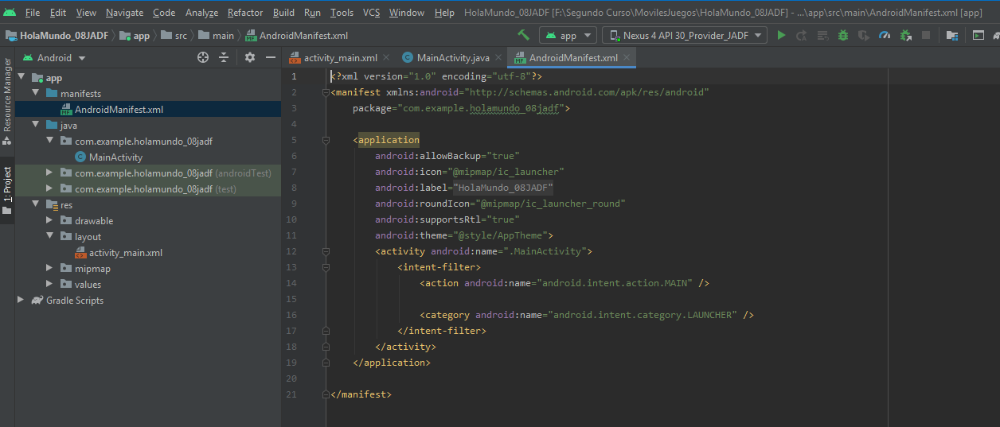 File Edit View Navigate Code Analyze Refactor Build Run Tools VCS Window Help HolaMundo_08JADF [F:\Segundo Curso\MovilesJuegos\HolaMundo_08JADF] - ...\app\src\main\AndroidManifest.xml [app]
HolaMundo_08JADF app src main AndroidManifest.xml app Nexus 4 API 30_Provider_JADF
Resource Manager
1: Project
Android
app
manifests
AndroidManifest.xml
java
com.example.holamundo_08jadf
MainActivity
com.example.holamundo_08jadf (androidTest)
com.example.holamundo_08jadf (test)
res
drawable
layout
activity_main.xml
mipmap
values
Gradle Scripts
activity_main.xml MainActivity.java AndroidManifest.xml
1 <?xml version="1.0" encoding="utf-8"?>
2 <manifest xmlns:android="http://schemas.android.com/apk/res/android"
3 package="com.example.holamundo_08jadf">
4
5 <application
6 android:allowBackup="true"
7 android:icon="@mipmap/ic_launcher"
8 android:label="HolaMundo_08JADF"
9 android:roundIcon="@mipmap/ic_launcher_round"
10 android:supportsRtl="true"
11 android:theme="@style/AppTheme">
12 <activity android:name=".MainActivity">
13 <intent-filter>
14 <action android:name="android.intent.action.MAIN" />
15
16 <category android:name="android.intent.category.LAUNCHER" />
17 </intent-filter>
18 </activity>
19 </application>
20
21 </manifest>